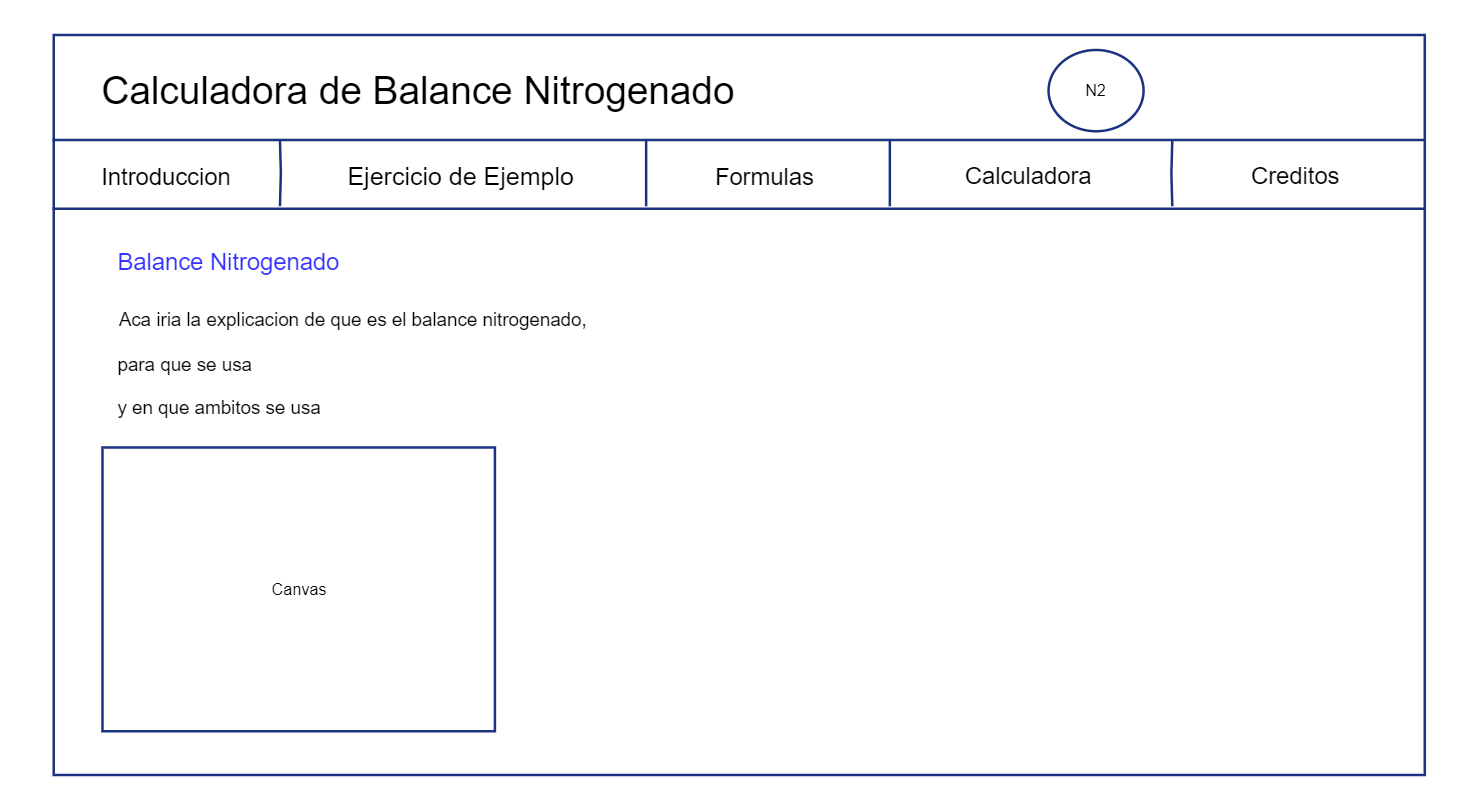 Calculadora de Balance Nitrogenado
N2
Introduccion
Ejercicio de Ejemplo
Formulas
Calculadora
Creditos
Balance Nitrogenado
Aca iria la explicacion de que es el balance nitrogenado,
para que se usa
y en que ambitos se usa
Canvas